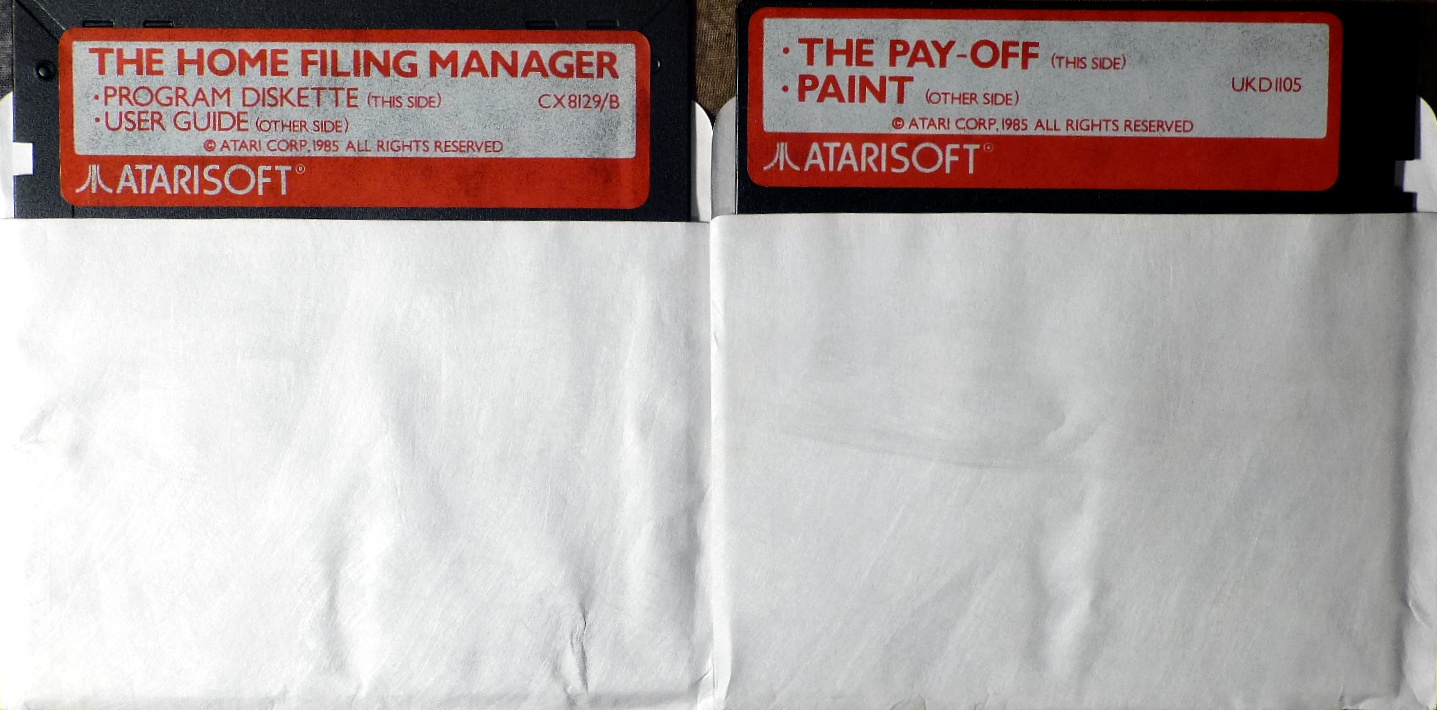 THE HOME FILING MANAGER
•PROGRAM DISKETTE (THIS SIDE) CX8129/B
•USER GUIDE (OTHER SIDE)
© ATARI CORP, 1985 ALL RIGHTS RESERVED
ATARISOFT®
• THE PAY-OFF (THIS SIDE)
• PAINT (OTHER SIDE) UKD1105
© ATARI CORP, 1985 ALL RIGHTS RESERVED
ATARISOFT®